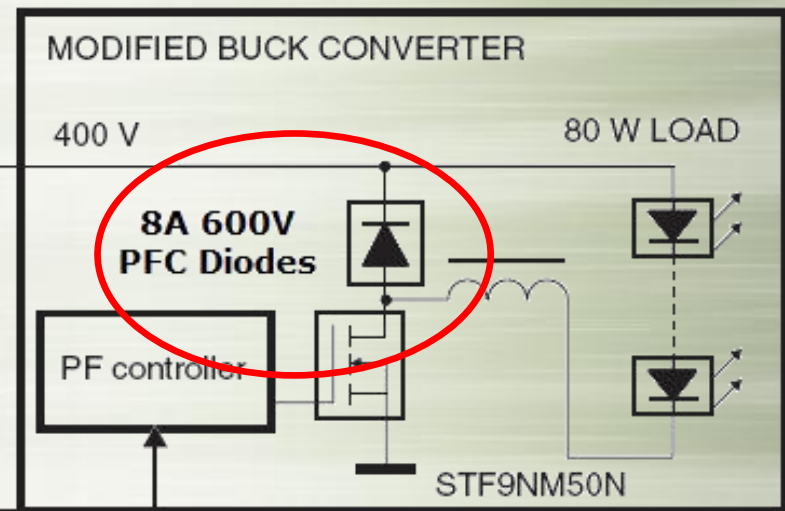 MODIFIED BUCK CONVERTER
400 V
80 W LOAD
8A 600V
PFC Diodes
PF controller
STF9NM50N